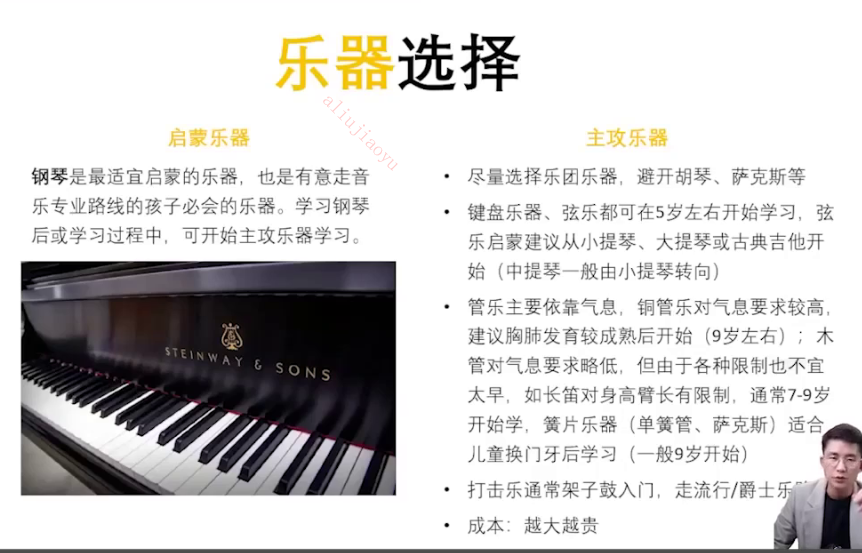 乐器选择
aliujiaoyu
启蒙乐器
钢琴是最适宜启蒙的乐器，也是有意走音
乐专业路线的孩子必会的乐器。学习钢琴
后或学习过程中，可开始主攻乐器学习。
STEINWAY & SONS
主攻乐器
• 尽量选择乐团乐器，避开胡琴、萨克斯等
• 键盘乐器、弦乐都可在5岁左右开始学习，弦
乐启蒙建议从小提琴、大提琴或古典吉他开
始（中提琴一般由小提琴转向）
• 管乐主要依靠气息，铜管乐对气息要求较高，
建议胸肺发育较成熟后开始（9岁左右）；木
管对气息要求略低，但由于各种限制也不宜
太早，如长笛对身高臂长有限制，通常7-9岁
开始学，簧片乐器（单簧管、萨克斯）适合
儿童换门牙后学习（一般9岁开始）
• 打击乐通常架子鼓入门，走流行/爵士乐
• 成本：越大越贵